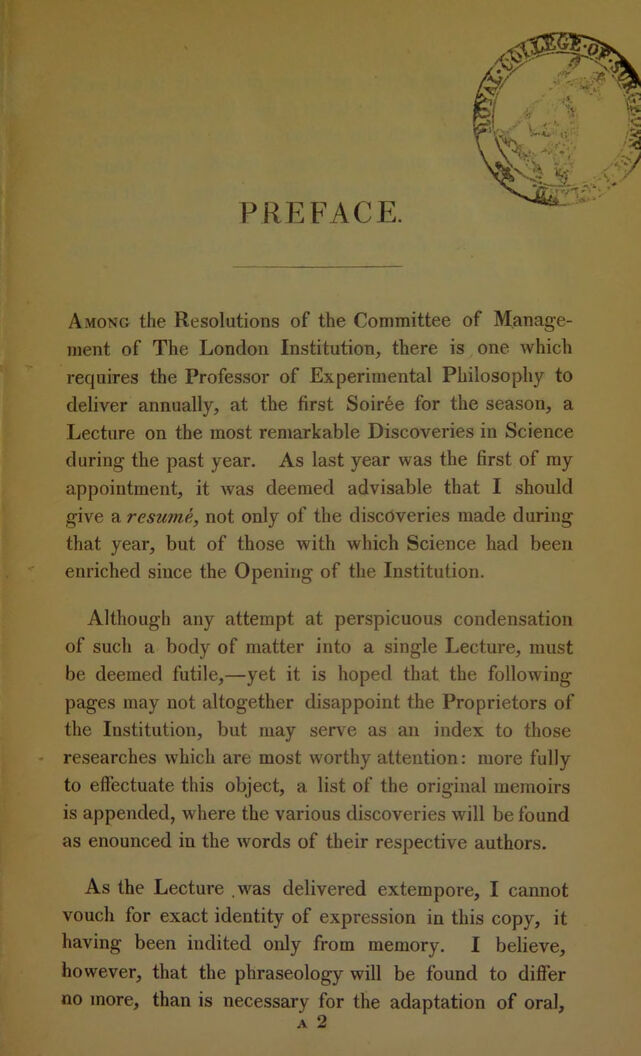 ROYAL·COLLEGE·OF·SURGEONS
PREFACE.
Among the Resolutions of the Committee of Manage-
ment of The London Institution, there is one which
requires the Professor of Experimental Philosophy to
deliver annually, at the first Soirée for the season, a
Lecture on the most remarkable Discoveries in Science
during the past year. As last year was the first of my
appointment, it was deemed advisable that I should
give a resumé, not only of the discoveries made during
that year, but of those with which Science had been
enriched since the Opening of the Institution.
Although any attempt at perspicuous condensation
of such a body of matter into a single Lecture, must
be deemed futile,—yet it is hoped that the following
pages may not altogether disappoint the Proprietors of
the Institution, but may serve as an index to those
researches which are most worthy attention: more fully
to effectuate this object, a list of the original memoirs
is appended, where the various discoveries will be found
as enounced in the words of their respective authors.
As the Lecture was delivered extempore, I cannot
vouch for exact identity of expression in this copy, it
having been indited only from memory. I believe,
however, that the phraseology will be found to differ
no more, than is necessary for the adaptation of oral,
A 2